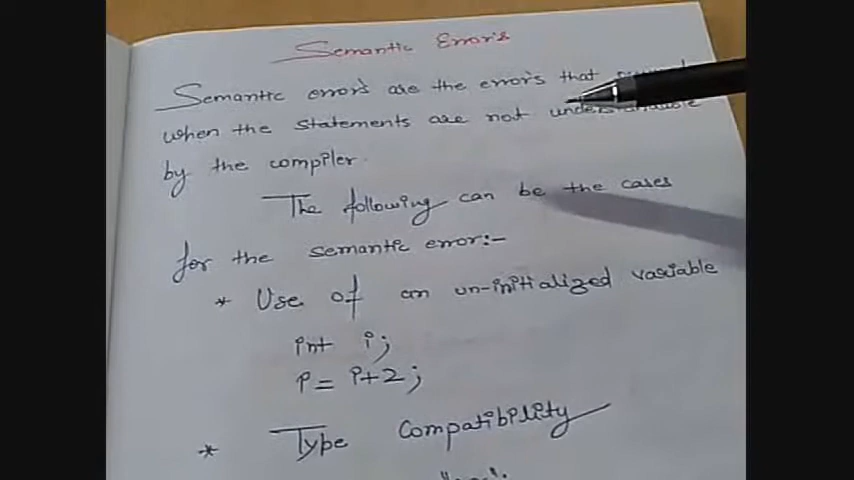 Semantic Errors
Semantic errors are the errors that
when the statements are not understandable
by the compiler.
The following can be the cases
for the semantic error:-
* Use of an un-initialized variable
int i;
i = i+2;
* Type Compatibility